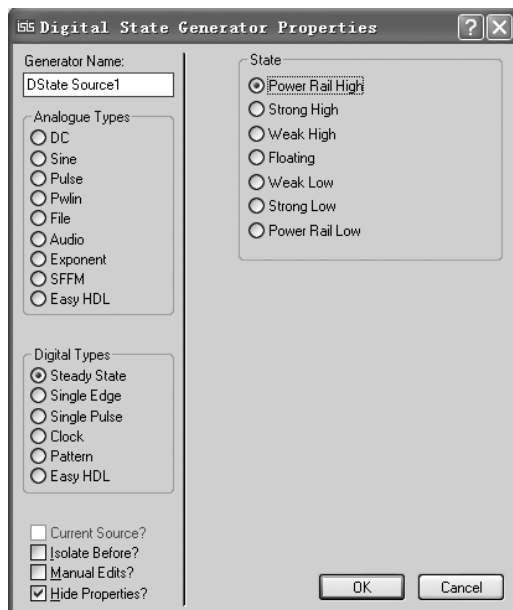 isis Digital State Generator Properties
Generator Name:
DState Source1
Analogue Types
DC
Sine
Pulse
Pwlin
File
Audio
Exponent
SFFM
Easy HDL
Digital Types
Steady State
Single Edge
Single Pulse
Clock
Pattern
Easy HDL
Current Source?
Isolate Before?
Manual Edits?
Hide Properties?
State
Power Rail High
Strong High
Weak High
Floating
Weak Low
Strong Low
Power Rail Low
OK Cancel